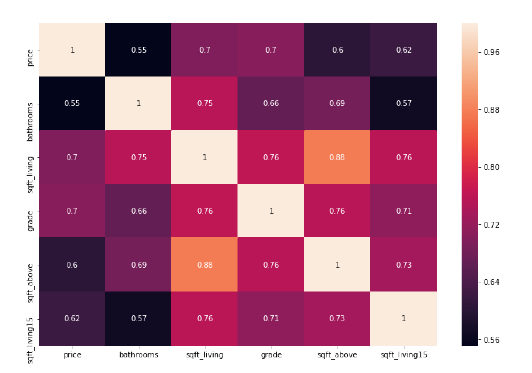 price 1 0.55 0.7 0.7 0.6 0.62
bathrooms 0.55 1 0.75 0.66 0.69 0.57
sqft_living 0.7 0.75 1 0.76 0.88 0.76
grade 0.7 0.66 0.76 1 0.76 0.71
sqft_above 0.6 0.69 0.88 0.76 1 0.73
sqft_living15 0.62 0.57 0.76 0.71 0.73 1
price bathrooms sqft_living grade sqft_above sqft_living15
0.96
0.88
0.80
0.72
0.64
0.56